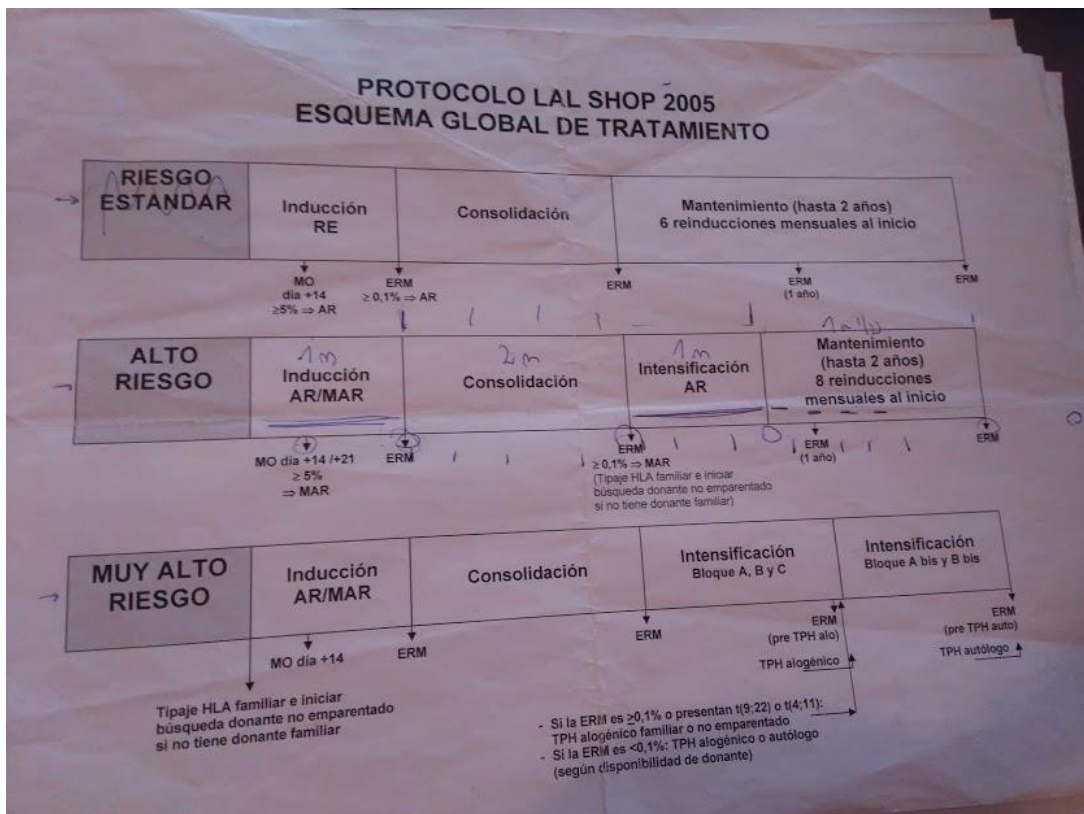 PROTOCOLO LAL SHOP 2005
ESQUEMA GLOBAL DE TRATAMIENTO
RIESGO
ESTANDAR
Inducción
RE
Consolidación
Mantenimiento (hasta 2 años)
6 reinducciones mensuales al inicio
MO
día +14
≥5% ⇒ AR
ERM
≥ 0,1% ⇒ AR
ERM
ERM
(1 año)
ERM
ALTO
RIESGO
1 m
Inducción
AR/MAR
2 m
Consolidación
1 m
Intensificación
AR
Mantenimiento
(hasta 2 años)
8 reinducciones
mensuales al inicio
MO día +14 /+21
≥ 5%
⇒ MAR
ERM
ERM
≥ 0,1% ⇒ MAR
(Tipaje HLA familiar e iniciar
búsqueda donante no emparentado
si no tiene donante familiar)
ERM
(1 año)
ERM
MUY ALTO
RIESGO
Inducción
AR/MAR
Consolidación
Intensificación
Bloque A, B y C
Intensificación
Bloque A bis y B bis
MO día +14
ERM
ERM
ERM
(pre TPH alo)
TPH alogénico
ERM
(pre TPH auto)
TPH autólogo
Tipaje HLA familiar e iniciar
búsqueda donante no emparentado
si no tiene donante familiar
- Si la ERM es ≥0,1% o presentan t(9;22) o t(4;11):
TPH alogénico familiar o no emparentado
- Si la ERM es <0,1%: TPH alogénico o autólogo
(según disponibilidad de donante)